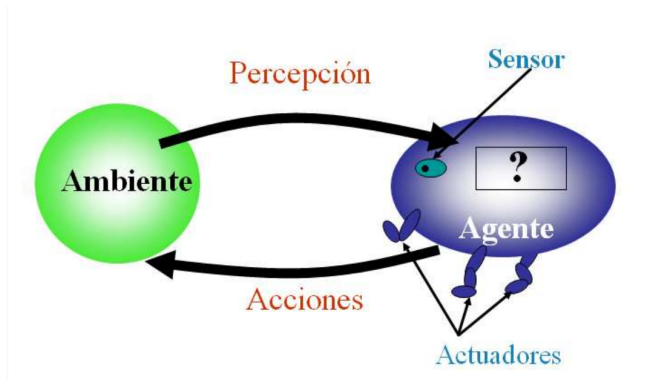 Sensor
Percepción
Ambiente
?
Agente
Acciones
Actuadores